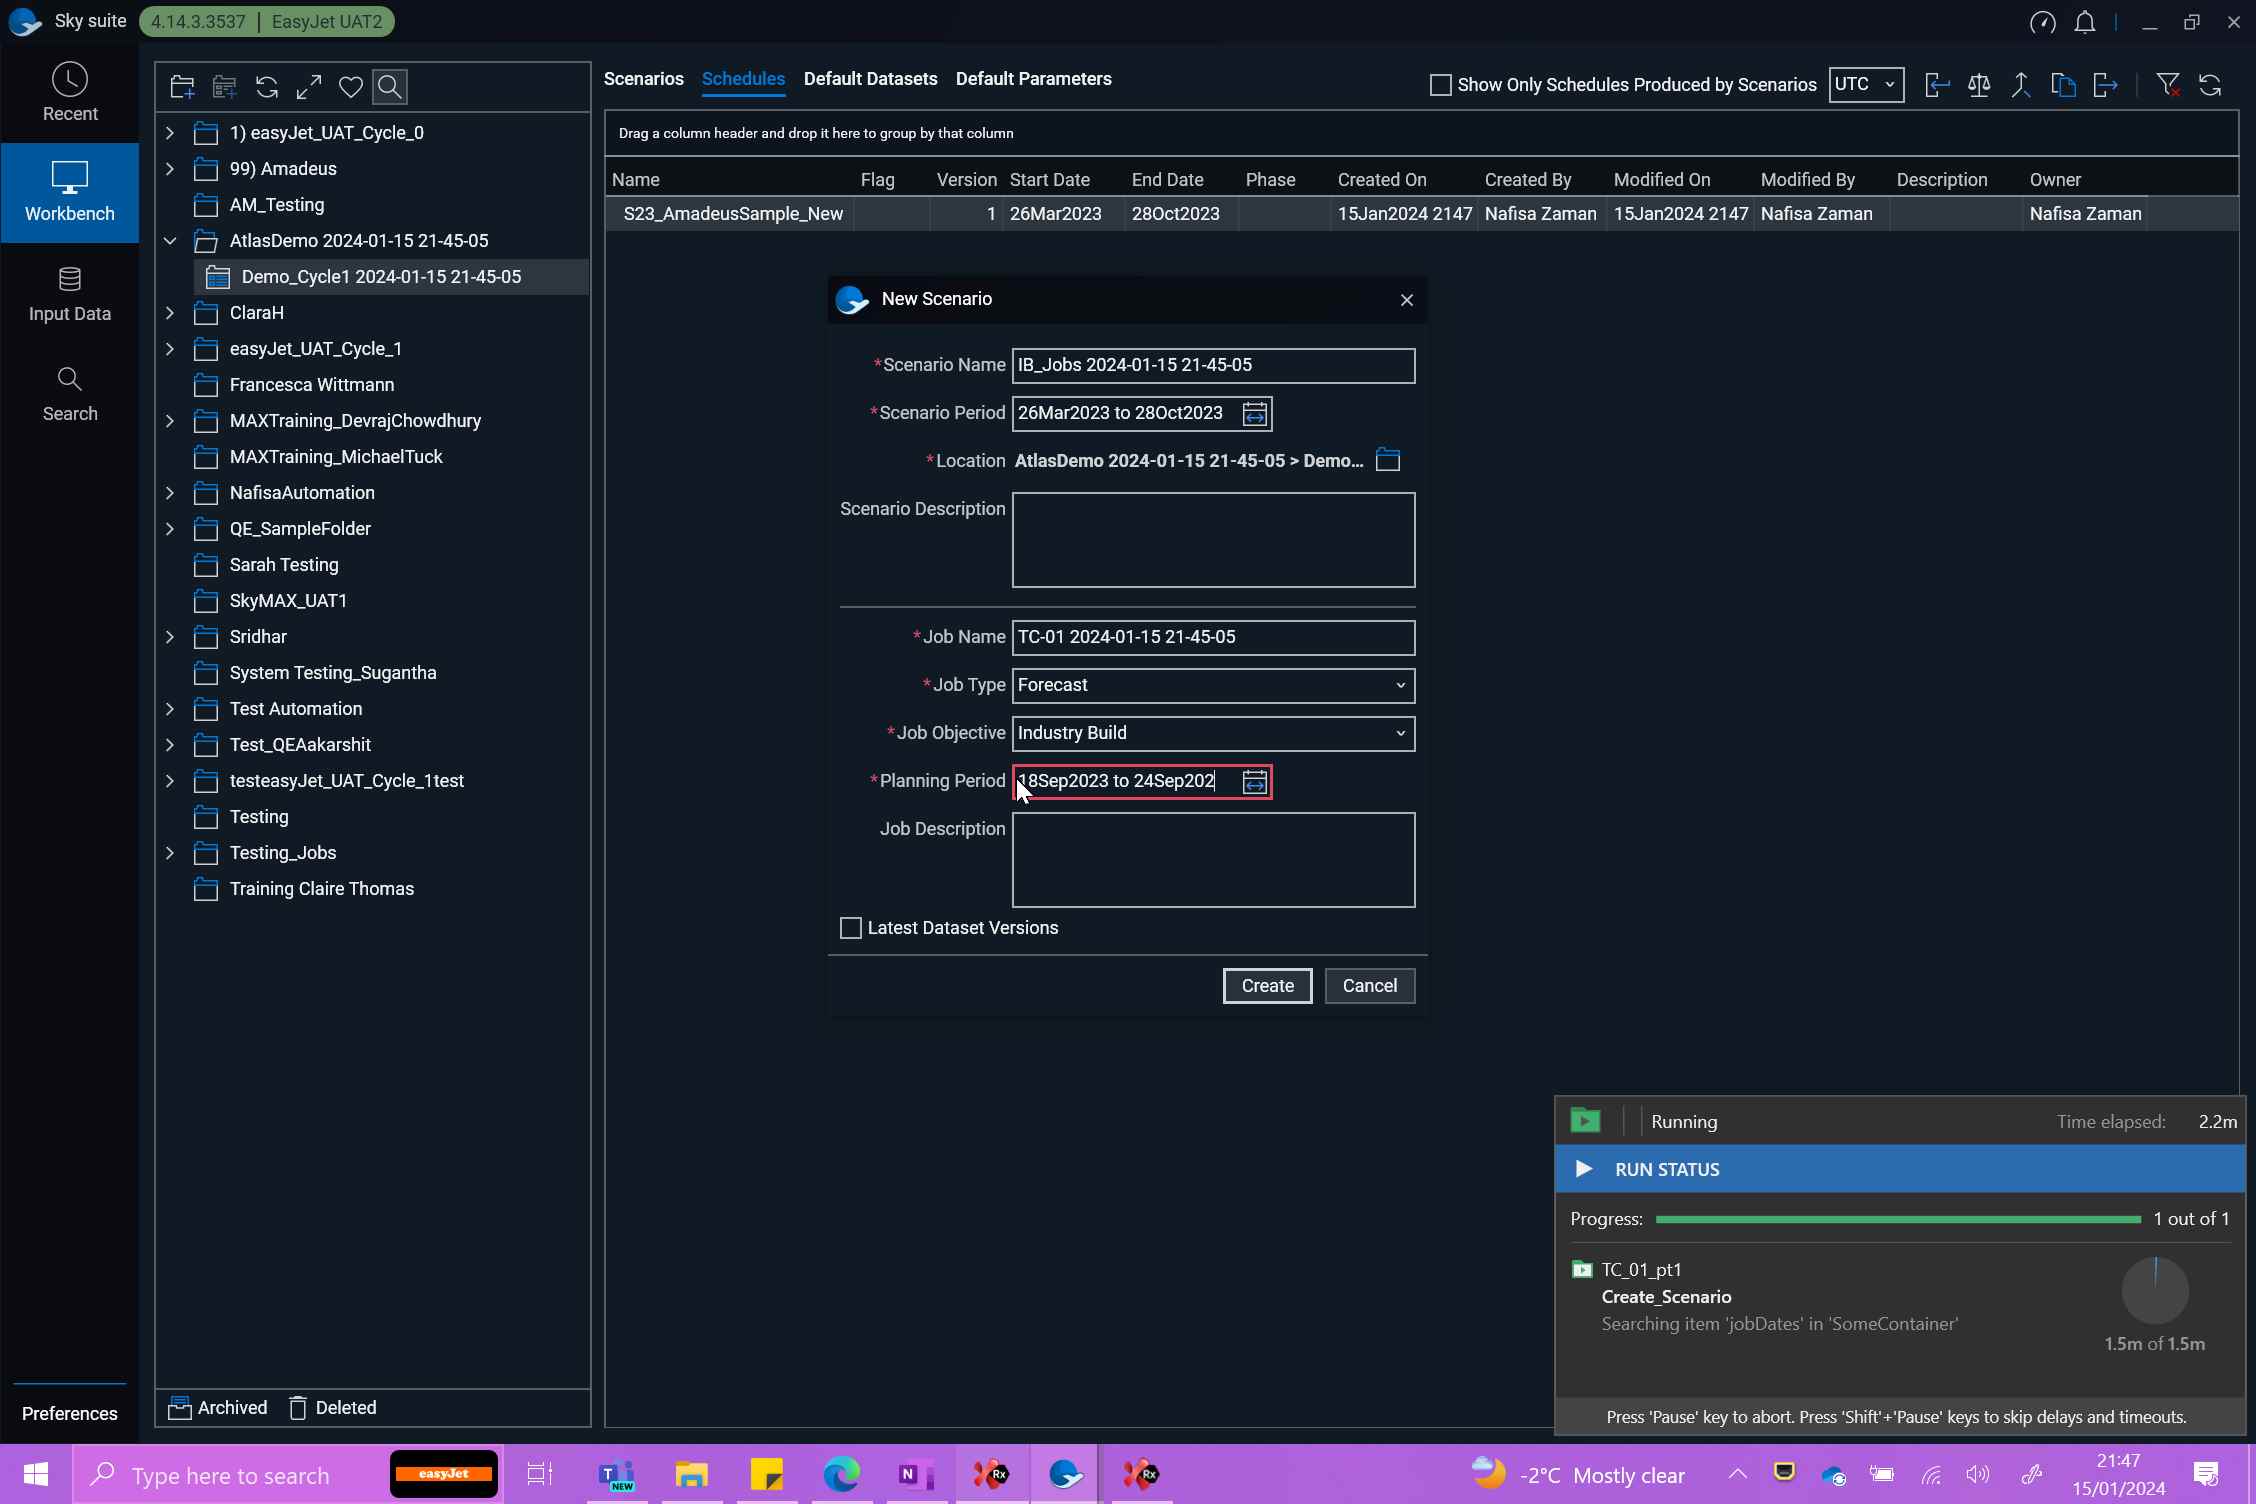 Sky suite
4.14.3.3537 | EasyJet UAT2
Recent
Workbench
Input Data
Search
Preferences
1) easyJet_UAT_Cycle_0
99) Amadeus
AM_Testing
AtlasDemo 2024-01-15 21-45-05
Demo_Cycle1 2024-01-15 21-45-05
ClaraH
easyJet_UAT_Cycle_1
Francesca Wittmann
MAXTraining_DevrajChowdhury
MAXTraining_MichaelTuck
NafisaAutomation
QE_SampleFolder
Sarah Testing
SkyMAX_UAT1
Sridhar
System Testing_Sugantha
Test Automation
Test_QEAakarshit
testeasyJet_UAT_Cycle_1test
Testing
Testing_Jobs
Training Claire Thomas
Archived Deleted
Scenarios Schedules Default Datasets Default Parameters
Show Only Schedules Produced by Scenarios UTC
Drag a column header and drop it here to group by that column
Name Flag Version Start Date End Date Phase Created On Created By Modified On Modified By Description Owner
S23_AmadeusSample_New 1 26Mar2023 28Oct2023 15Jan2024 2147 Nafisa Zaman 15Jan2024 2147 Nafisa Zaman Nafisa Zaman
New Scenario
*Scenario Name IB_Jobs 2024-01-15 21-45-05
*Scenario Period 26Mar2023 to 28Oct2023
*Location AtlasDemo 2024-01-15 21-45-05 > Demo...
Scenario Description
*Job Name TC-01 2024-01-15 21-45-05
*Job Type Forecast
*Job Objective Industry Build
*Planning Period 18Sep2023 to 24Sep202
Job Description
Latest Dataset Versions
Create Cancel
Running Time elapsed: 2.2m
RUN STATUS
Progress: 1 out of 1
TC_01_pt1
Create_Scenario
Searching item 'jobDates' in 'SomeContainer'
1.5m of 1.5m
Press 'Pause' key to abort. Press 'Shift'+'Pause' keys to skip delays and timeouts.
Type here to search
easyJet
T
NEW
N
Rx
Rx
-2°C Mostly clear
21:47
15/01/2024